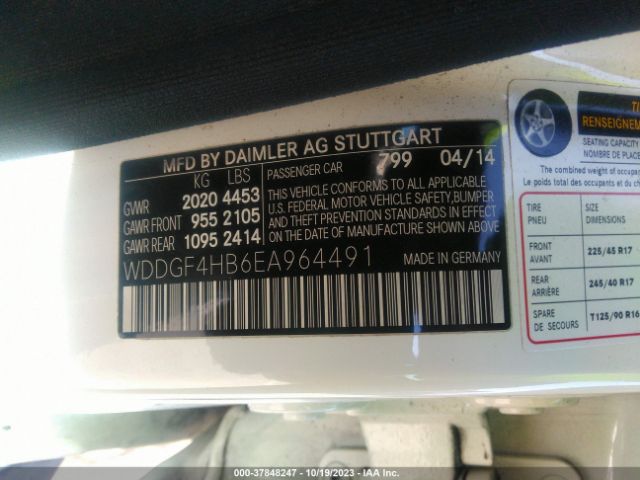 MFD BY DAIMLER AG STUTTGART
KG LBS PASSENGER CAR 799 04/14
GVWR 2020 4453
GAWR FRONT 955 2105
GAWR REAR 1095 2414
THIS VEHICLE CONFORMS TO ALL APPLICABLE
U.S. FEDERAL MOTOR VEHICLE SAFETY, BUMPER
AND THEFT PREVENTION STANDARDS IN EFFECT
ON THE DATE OF MANUFACTURE SHOWN ABOVE.
WDDGF4HB6EA964491 MADE IN GERMANY
RENSEIGNEM
SEATING CAPACITY
NOMBRE DE PLACE
The combined weight of occupant
Le poids total des occupants et du c
TIRE SIZE
PNEU DIMENSIONS
FRONT
AVANT 225/45 R17
REAR
ARRIÈRE 245/40 R17
SPARE
DE SECOURS T125/90 R16
000-37848247 - 10/19/2023 - IAA Inc.